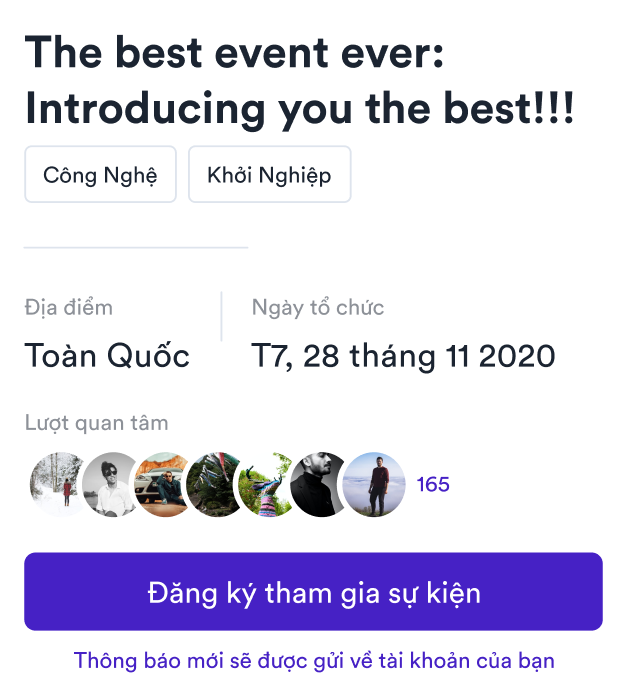 The best event ever:
Introducing you the best!!!
Công Nghệ Khởi Nghiệp
Địa điểm Ngày tổ chức
Toàn Quốc T7, 28 tháng 11 2020
Lượt quan tâm
165
Đăng ký tham gia sự kiện
Thông báo mới sẽ được gửi về tài khoản của bạn